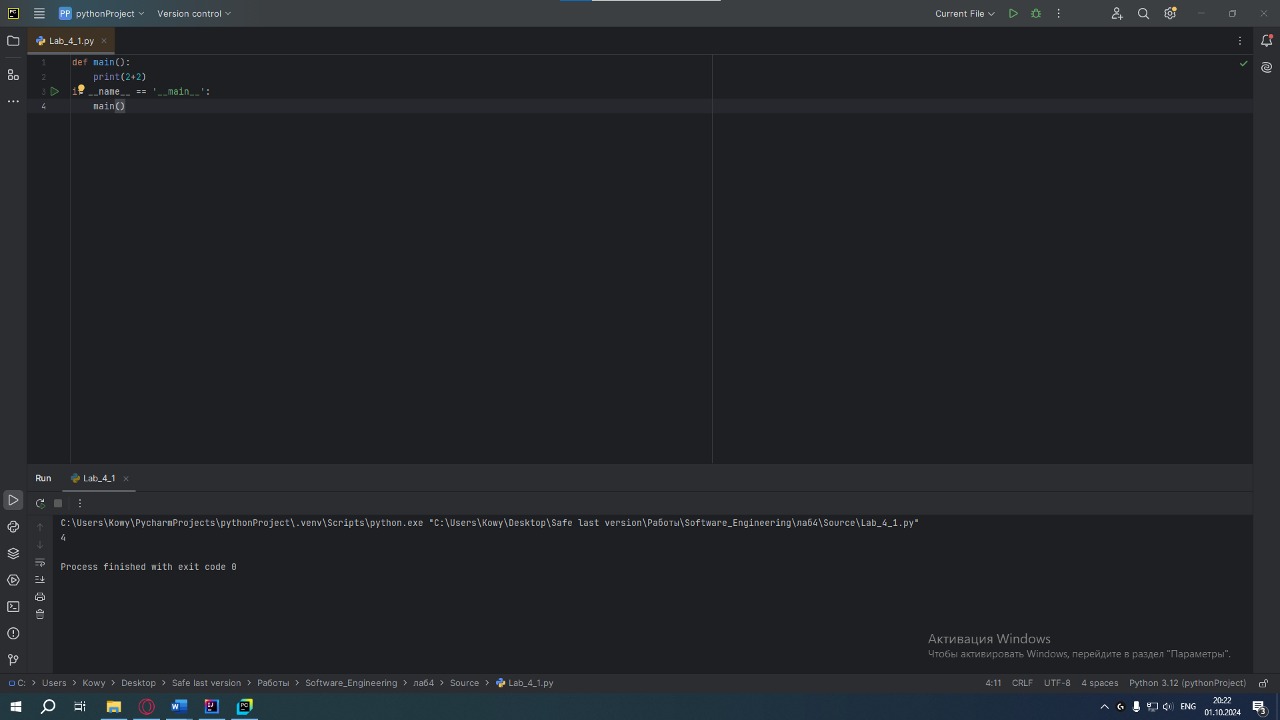 PP pythonProject Version control Current File
Lab_4_1.py
1 def main():
2 print(2+2)
3 __name__ == '__main__':
4 main()
Run Lab_4_1
C:\Users\Kowy\PycharmProjects\pythonProject\.venv\Scripts\python.exe "C:\Users\Kowy\Desktop\Safe last version\Работы\Software_Engineering\лаб4\Source\Lab_4_1.py"
4
Process finished with exit code 0
Активация Windows
Чтобы активировать Windows, перейдите в раздел "Параметры".
C: Users Kowy Desktop Safe last version Работы Software_Engineering лаб4 Source Lab_4_1.py 4:11 CRLF UTF-8 4 spaces Python 3.12 (pythonProject)
ENG 20:22
01.10.2024